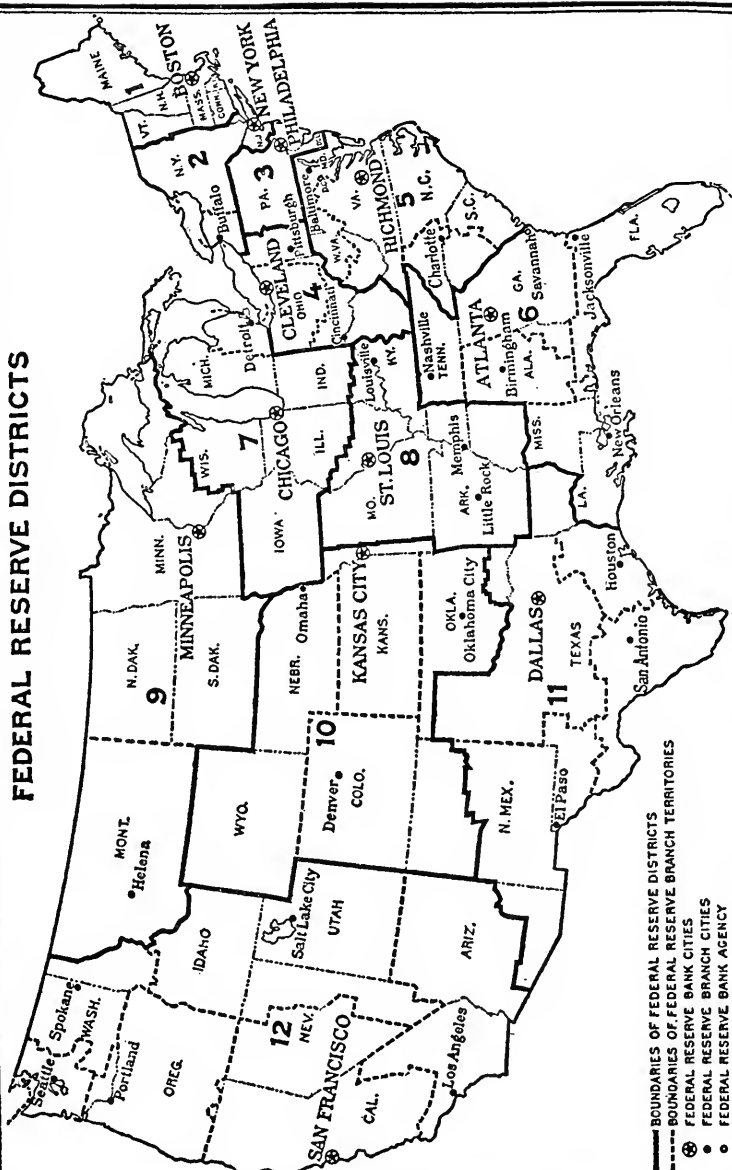 FEDERAL RESERVE DISTRICTS
MAINE
1
VT.
N.H.
BOSTON
MASS.
CONN.
N.Y.
2
Buffalo
NEW YORK
N.J.
PHILADELPHIA
PA.
3
Pittsburgh
CLEVELAND
OHIO
4
Cincinnati
Baltimore
MD.
DEL.
D.C.
W.VA.
VA.
RICHMOND
5
N.C.
Charlotte
S.C.
MICH.
Detroit
WIS.
7
CHICAGO
IOWA
ILL.
IND.
Louisville
KY.
MO.
ST. LOUIS
8
Memphis
ARK.
Little Rock
Nashville
TENN.
ATLANTA
Birmingham
ALA.
GA.
6
Savannah
Jacksonville
FLA.
MISS.
LA.
New Orleans
MINN.
MINNEAPOLIS
N. DAK.
9
S. DAK.
MONT.
Helena
WYO.
NEBR.
Omaha
10
KANSAS CITY
KANS.
Denver
COLO.
OKLA.
Oklahoma City
N. MEX.
El Paso
DALLAS
TEXAS
11
Houston
San Antonio
Seattle
Spokane
WASH.
Portland
OREG.
IDAHO
Salt Lake City
UTAH
ARIZ.
12
NEV.
SAN FRANCISCO
CAL.
Los Angeles
BOUNDARIES OF FEDERAL RESERVE DISTRICTS
BOUNDARIES OF FEDERAL RESERVE BRANCH TERRITORIES
FEDERAL RESERVE BANK CITIES
FEDERAL RESERVE BRANCH CITIES
FEDERAL RESERVE BANK AGENCY